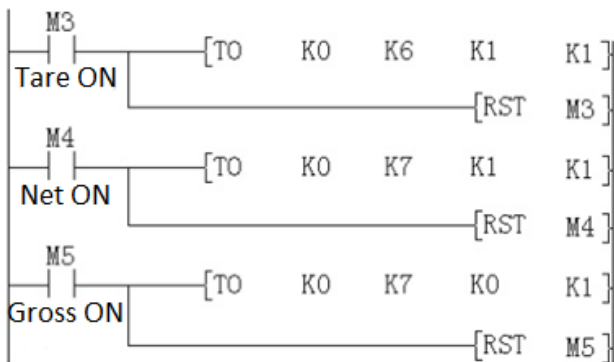 M3
[TO K0 K6 K1 K1]
Tare ON
[RST M3]
M4
[TO K0 K7 K1 K1]
Net ON
[RST M4]
M5
[TO K0 K7 K0 K1]
Gross ON
[RST M5]